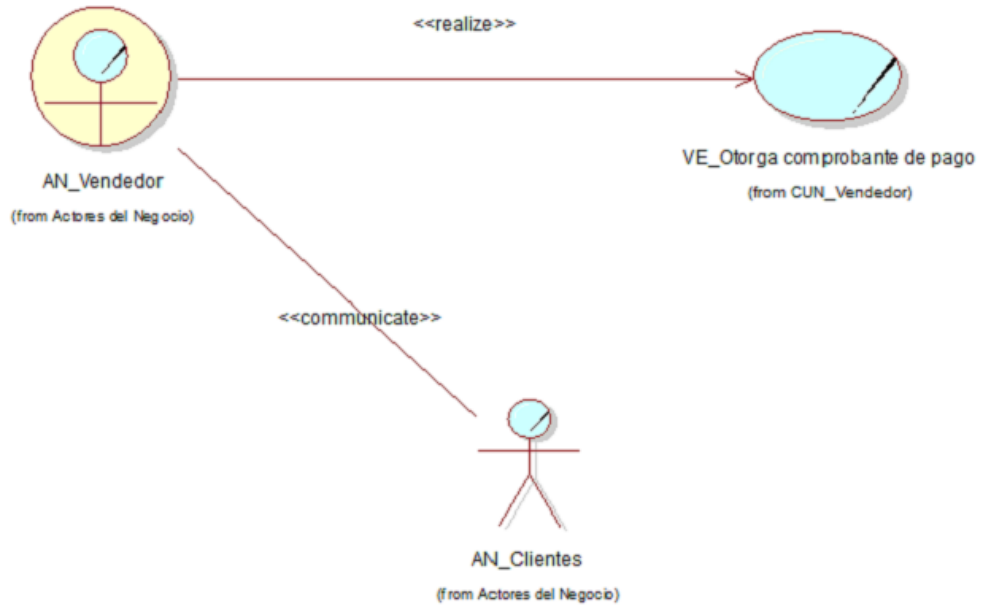 <<realize>>
AN_Vendedor
(from Actores del Negocio)
VE_Otorga comprobante de pago
(from CUN_Vendedor)
<<communicate>>
AN_Clientes
(from Actores del Negocio)